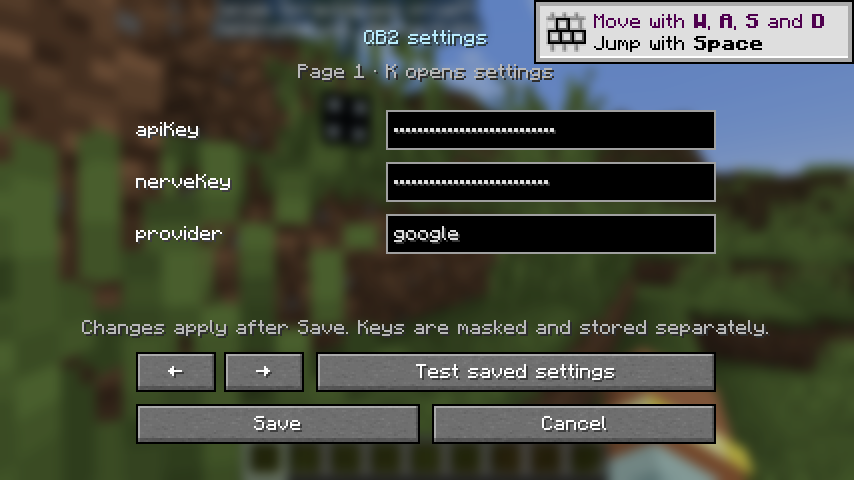 QB2 settings
Move with W, A, S and D
Jump with Space
Page 1 · K opens settings
apiKey
nerveKey
provider
google
Changes apply after Save. Keys are masked and stored separately.
← →
Test saved settings
Save
Cancel